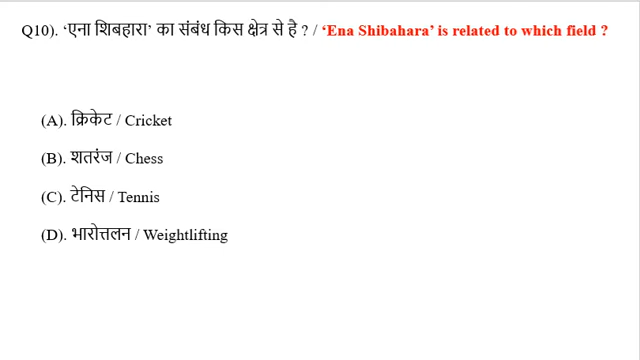 Q10). ‘एना शिबहारा’ का संबंध किस क्षेत्र से है ? / ‘Ena Shibahara’ is related to which field ?
(A). क्रिकेट / Cricket
(B). शतरंज / Chess
(C). टेनिस / Tennis
(D). भारोत्तलन / Weightlifting